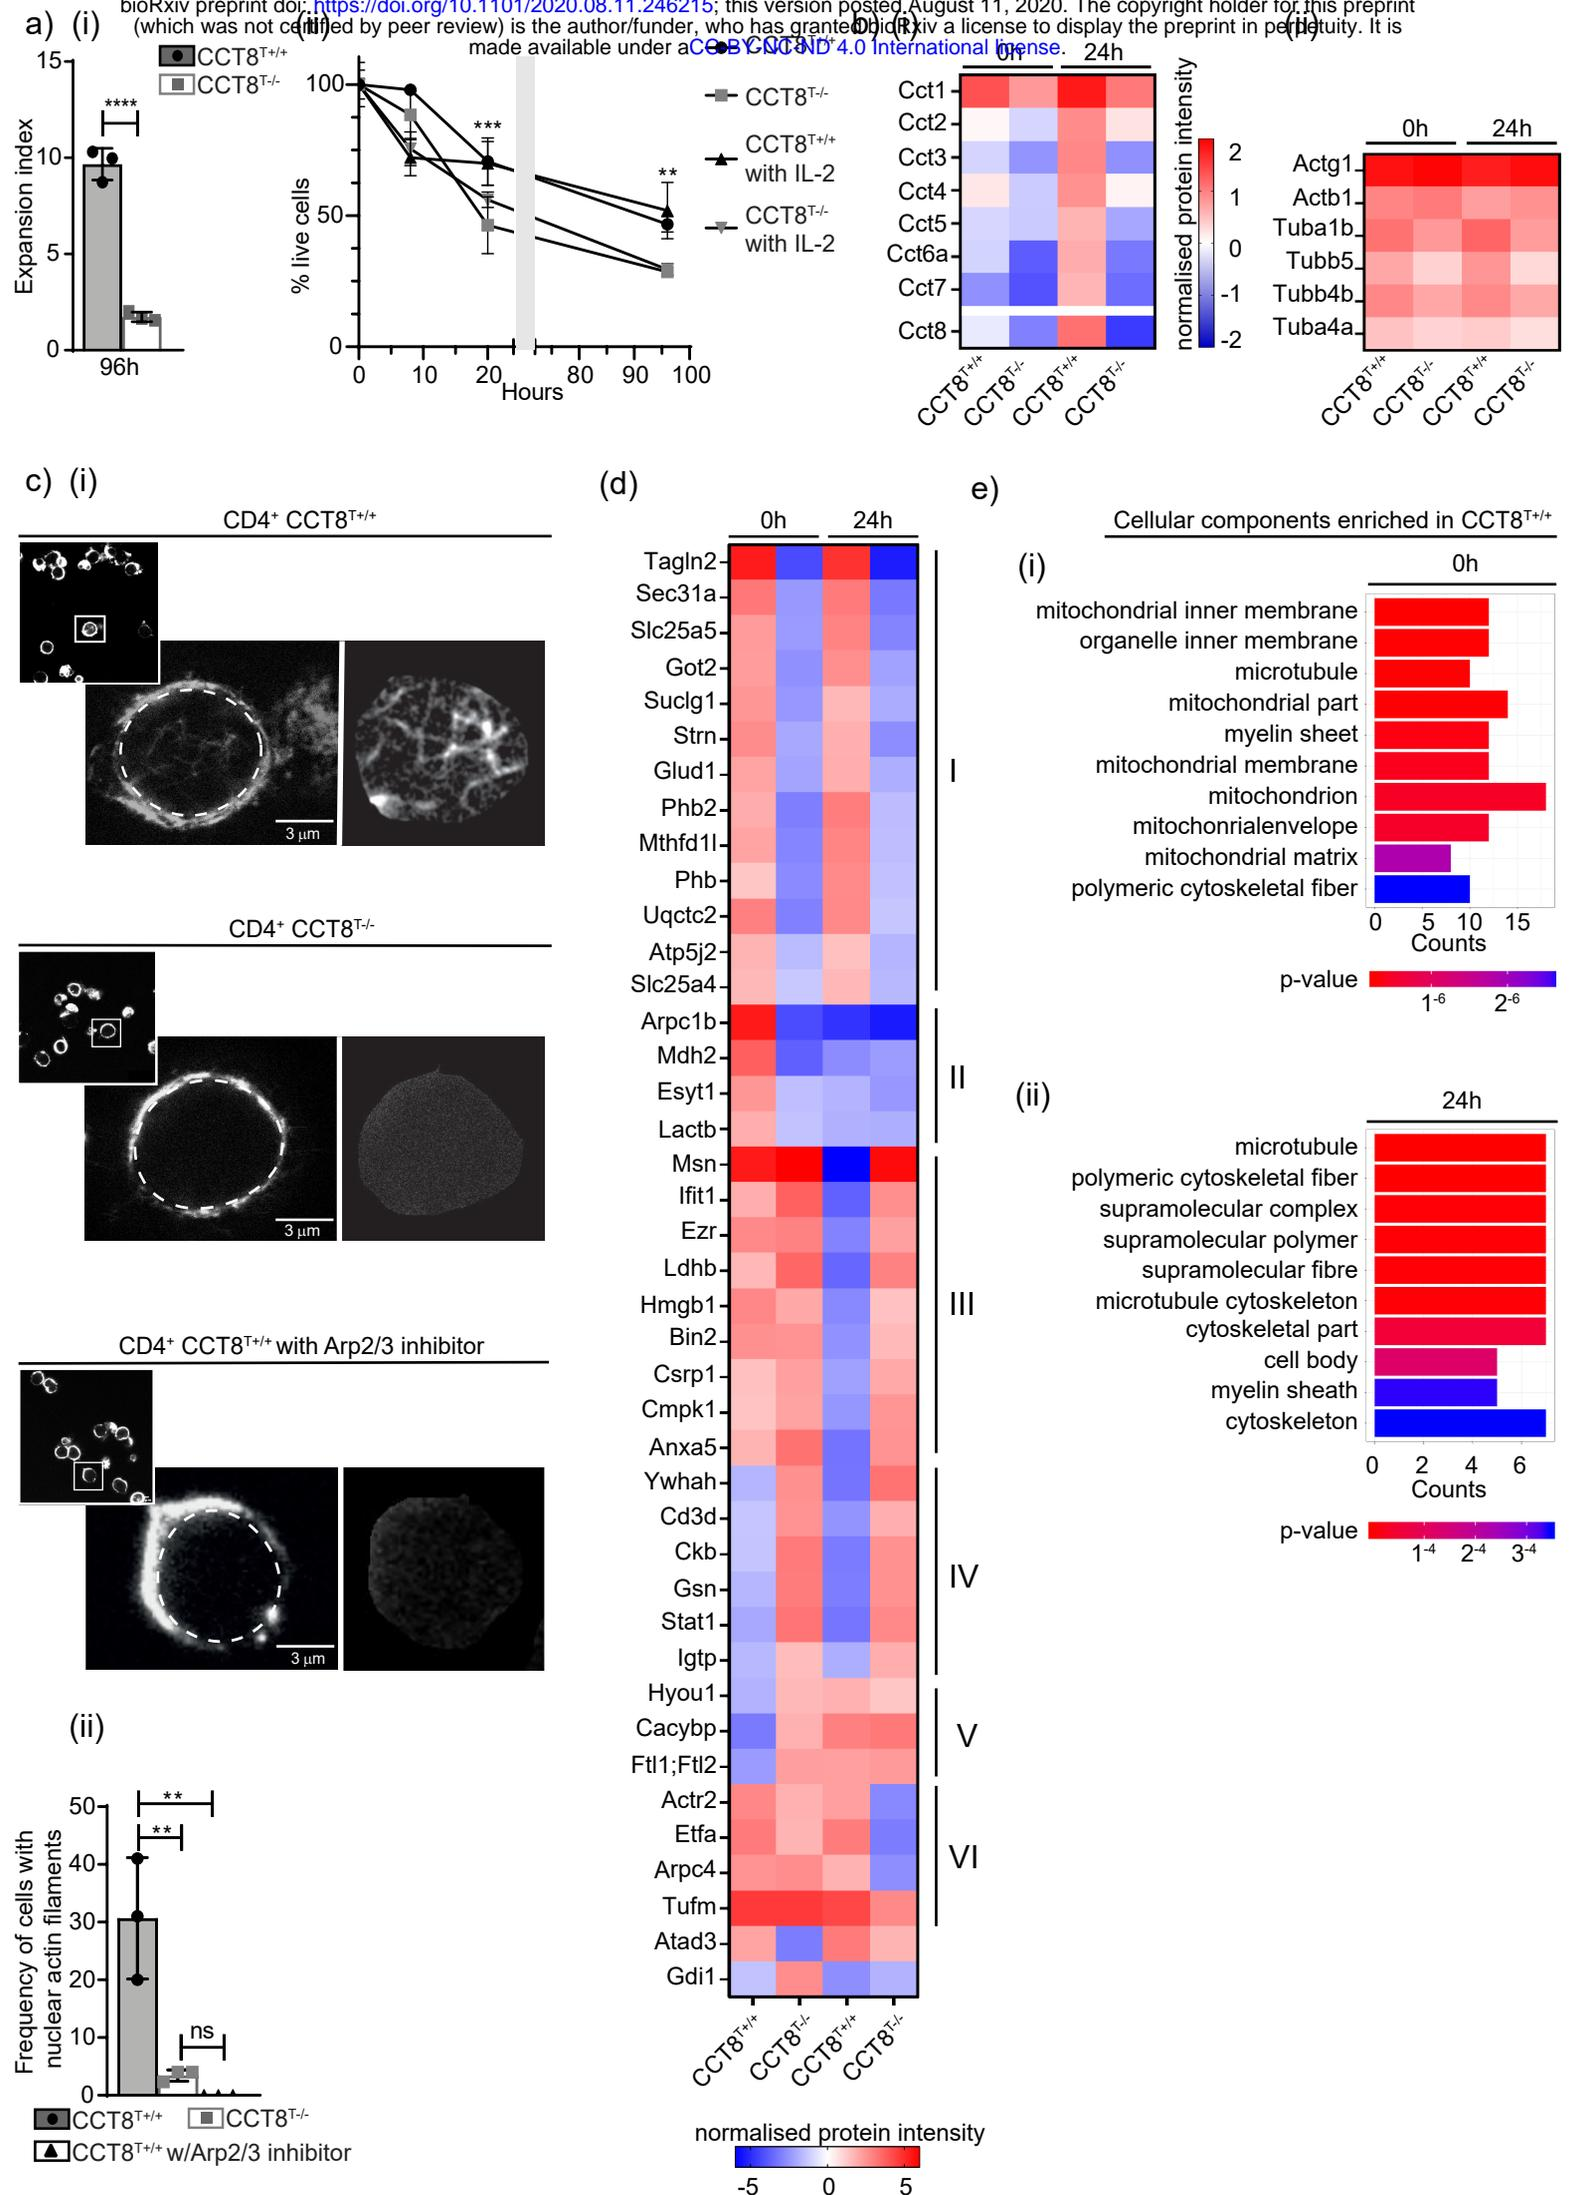 bioRxiv preprint doi: https://doi.org/10.1101/2020.08.11.246215; this version posted August 11, 2020. The copyright holder for this preprint
(which was not certified by peer review) is the author/funder, who has granted bioRxiv a license to display the preprint in perpetuity. It is
made available under a CC-BY-NC-ND 4.0 International license.
a) (i)
CCT8T+/+
CCT8T-/-
Expansion index
15
10
5
0
****
96h
(ii)
% live cells
100
50
0
***
**
0 10 20 80 90 100
Hours
CCT8T+/+
CCT8T-/-
CCT8T+/+
with IL-2
CCT8T-/-
with IL-2
b) (i)
0h 24h
Cct1
Cct2
Cct3
Cct4
Cct5
Cct6a
Cct7
Cct8
CCT8T+/+ CCT8T-/- CCT8T+/+ CCT8T-/-
normalised protein intensity
2
1
0
-1
-2
(ii)
0h 24h
Actg1
Actb1
Tuba1b
Tubb5
Tubb4b
Tuba4a
CCT8T+/+ CCT8T-/- CCT8T+/+ CCT8T-/-
c) (i)
CD4+ CCT8T+/+
3 μm
CD4+ CCT8T-/-
3 μm
CD4+ CCT8T+/+ with Arp2/3 inhibitor
3 μm
(ii)
Frequency of cells with
nuclear actin filaments
50
40
30
20
10
0
**
**
ns
CCT8T+/+ CCT8T-/-
CCT8T+/+ w/Arp2/3 inhibitor
(d)
0h 24h
Tagln2
Sec31a
Slc25a5
Got2
Suclg1
Strn
Glud1
Phb2
Mthfd1l
Phb
Uqctc2
Atp5j2
Slc25a4
Arpc1b
Mdh2
Esyt1
Lactb
Msn
Ifit1
Ezr
Ldhb
Hmgb1
Bin2
Csrp1
Cmpk1
Anxa5
Ywhah
Cd3d
Ckb
Gsn
Stat1
Igtp
Hyou1
Cacybp
Ftl1;Ftl2
Actr2
Etfa
Arpc4
Tufm
Atad3
Gdi1
I
II
III
IV
V
VI
CCT8T+/+ CCT8T-/- CCT8T+/+ CCT8T-/-
normalised protein intensity
-5 0 5
e)
Cellular components enriched in CCT8T+/+
(i)
0h
mitochondrial inner membrane
organelle inner membrane
microtubule
mitochondrial part
myelin sheet
mitochondrial membrane
mitochondrion
mitochonrialenvelope
mitochondrial matrix
polymeric cytoskeletal fiber
0 5 10 15
Counts
p-value
1-6 2-6
(ii)
24h
microtubule
polymeric cytoskeletal fiber
supramolecular complex
supramolecular polymer
supramolecular fibre
microtubule cytoskeleton
cytoskeletal part
cell body
myelin sheath
cytoskeleton
0 2 4 6
Counts
p-value
1-4 2-4 3-4